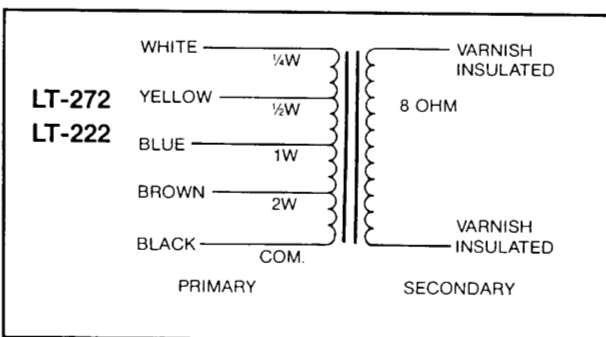 LT-272
LT-222
WHITE
¼W
YELLOW
½W
BLUE
1W
BROWN
2W
BLACK
COM.
PRIMARY
VARNISH
INSULATED
8 OHM
VARNISH
INSULATED
SECONDARY